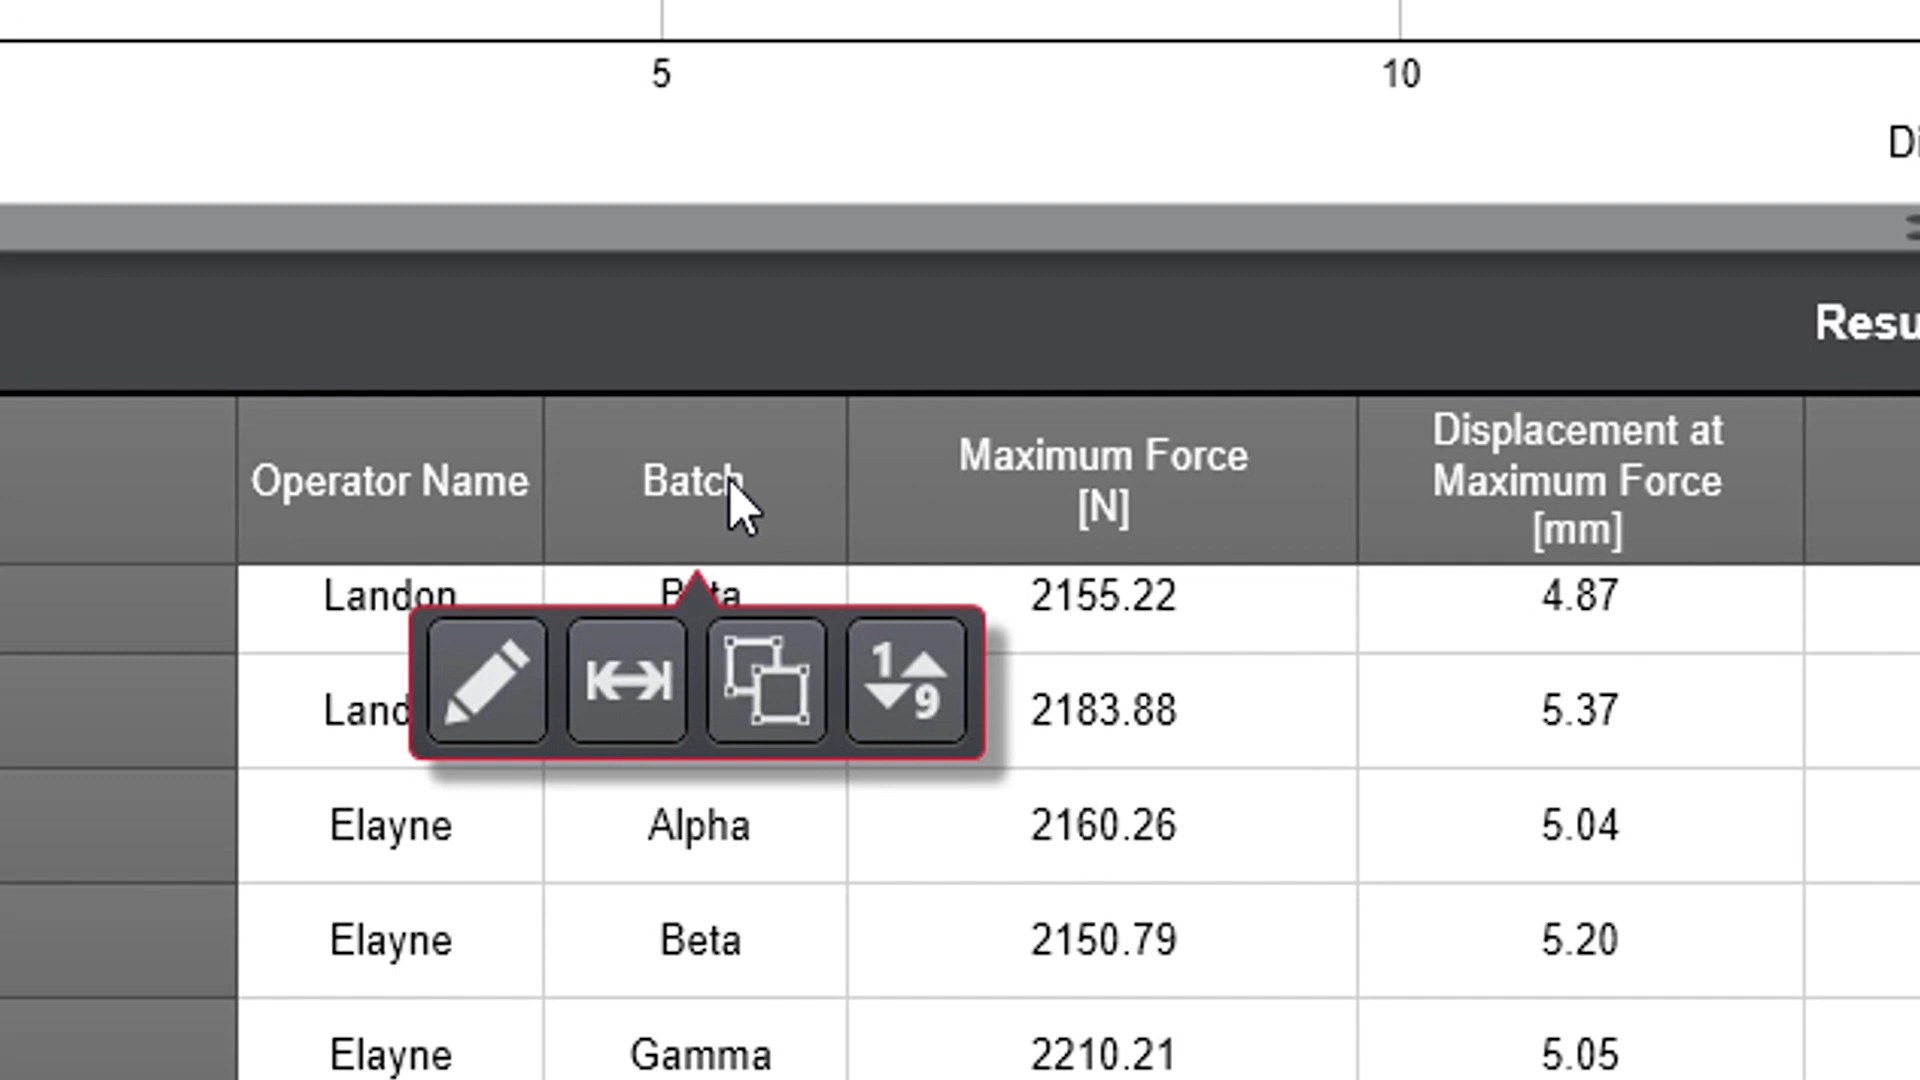 5 10
Di
Resu
Operator Name
Batch
Maximum Force
[N]
Displacement at
Maximum Force
[mm]
Landon 2155.22 4.87
1
9
2183.88 5.37
Elayne Alpha 2160.26 5.04
Elayne Beta 2150.79 5.20
Elayne Gamma 2210.21 5.05